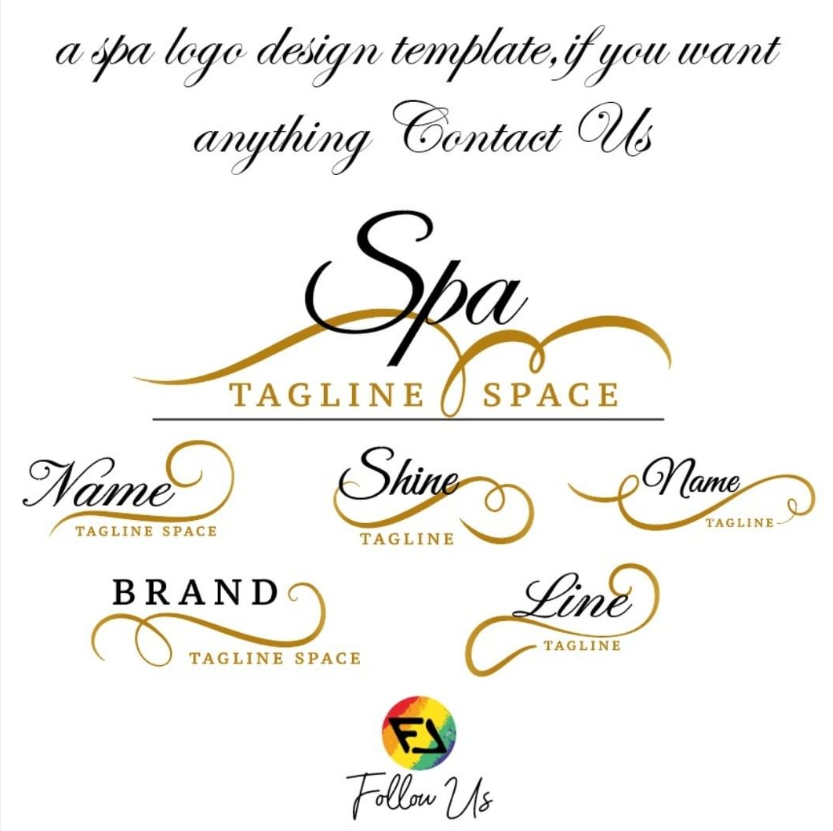 a spa logo design template,if you want
anything Contact Us
Spa
TAGLINE SPACE
Name
TAGLINE SPACE
Shine
TAGLINE
Name
TAGLINE
BRAND
TAGLINE SPACE
Line
TAGLINE
Follow Us